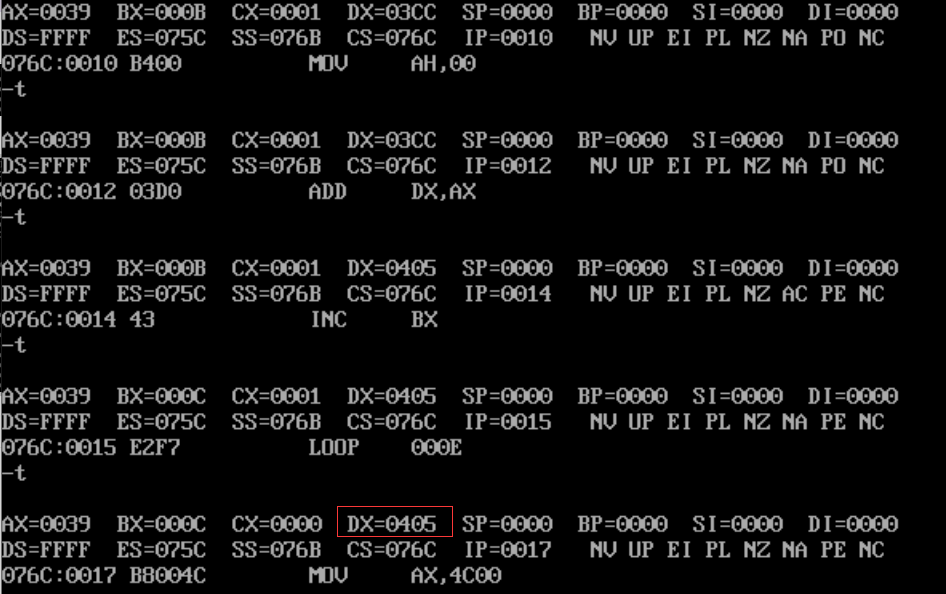 AX=0039  BX=000B  CX=0001  DX=03CC  SP=0000  BP=0000  SI=0000  DI=0000
DS=FFFF  ES=075C  SS=076B  CS=076C  IP=0010   NV UP EI PL NZ NA PO NC
076C:0010 B400          MOV     AH,00
-t
AX=0039  BX=000B  CX=0001  DX=03CC  SP=0000  BP=0000  SI=0000  DI=0000
DS=FFFF  ES=075C  SS=076B  CS=076C  IP=0012   NV UP EI PL NZ NA PO NC
076C:0012 03D0          ADD     DX,AX
-t
AX=0039  BX=000B  CX=0001  DX=0405  SP=0000  BP=0000  SI=0000  DI=0000
DS=FFFF  ES=075C  SS=076B  CS=076C  IP=0014   NV UP EI PL NZ AC PE NC
076C:0014 43            INC     BX
-t
AX=0039  BX=000C  CX=0001  DX=0405  SP=0000  BP=0000  SI=0000  DI=0000
DS=FFFF  ES=075C  SS=076B  CS=076C  IP=0015   NV UP EI PL NZ NA PE NC
076C:0015 E2F7          LOOP    000E
-t
AX=0039  BX=000C  CX=0000  DX=0405  SP=0000  BP=0000  SI=0000  DI=0000
DS=FFFF  ES=075C  SS=076B  CS=076C  IP=0017   NV UP EI PL NZ NA PE NC
076C:0017 B8004C        MOV     AX,4C00